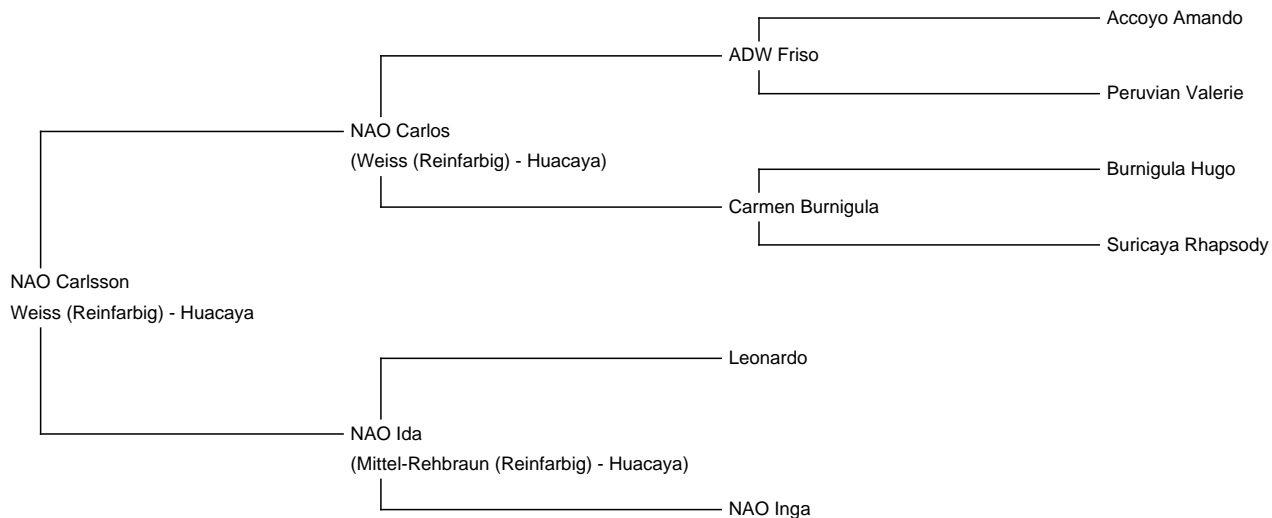 Accoyo Amando
ADW Friso
Peruvian Valerie
NAO Carlos
(Weiss (Reinfarbig) - Huacaya)
Burnigula Hugo
Carmen Burnigula
Suricaya Rhapsody
NAO Carlsson
Weiss (Reinfarbig) - Huacaya
Leonardo
NAO Ida
(Mittel-Rehbraun (Reinfarbig) - Huacaya)
NAO Inga